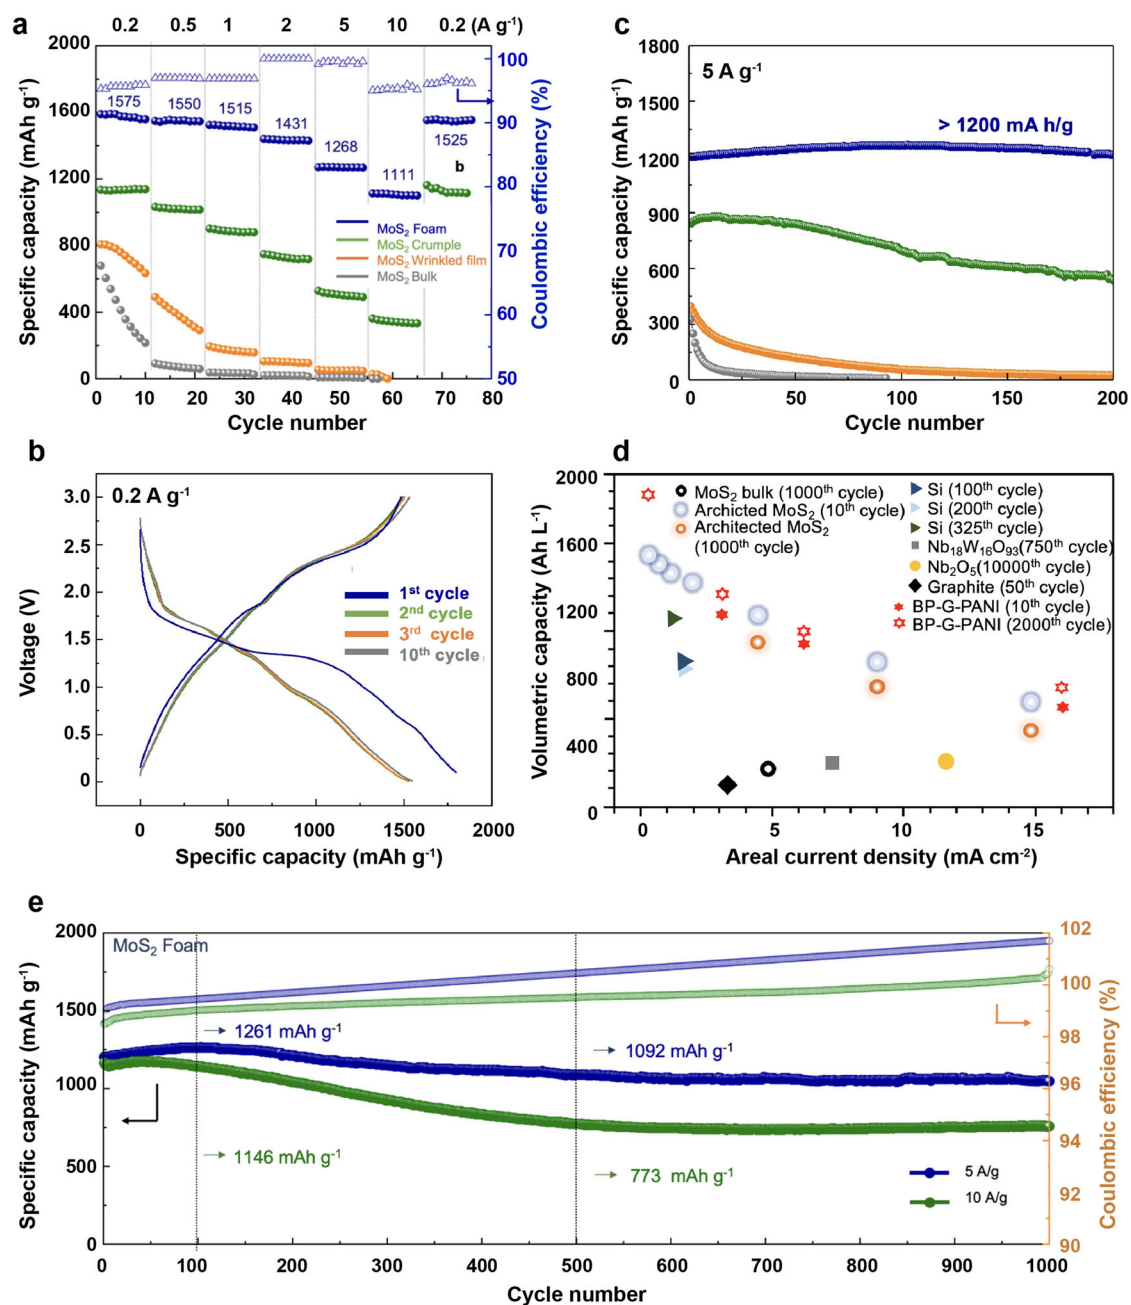 a
0.2 0.5 1 2 5 10 0.2 (A g⁻¹)
2000
1600
1200
800
400
0
Specific capacity (mAh g⁻¹)
1575
1550
1515
1431
1268
1111
1525
b
MoS₂ Foam
MoS₂ Crumple
MoS₂ Wrinkled film
MoS₂ Bulk
100
90
80
70
60
50
Coulombic efficiency (%)
0 10 20 30 40 50 60 70 80
Cycle number
c
1800
1500
1200
900
600
300
0
Specific capacity (mAh g⁻¹)
5 A g⁻¹
> 1200 mA h/g
0 50 100 150 200
Cycle number
b
0.2 A g⁻¹
3.0
2.5
2.0
1.5
1.0
0.5
0
Voltage (V)
1st cycle
2nd cycle
3rd cycle
10th cycle
0 500 1000 1500 2000
Specific capacity (mAh g⁻¹)
d
2000
1600
1200
800
400
0
Volumetric capacity (Ah L⁻¹)
MoS₂ bulk (1000th cycle)
Archicted MoS₂ (10th cycle)
Architected MoS₂
(1000th cycle)
Si (100th cycle)
Si (200th cycle)
Si (325th cycle)
Nb₁₈W₁₆O₉₃(750th cycle)
Nb₂O₅(10000th cycle)
Graphite (50th cycle)
BP-G-PANI (10th cycle)
BP-G-PANI (2000th cycle)
0 5 10 15
Areal current density (mA cm⁻²)
e
2000
1500
1000
500
0
Specific capacity (mAh g⁻¹)
MoS₂ Foam
→ 1261 mAh g⁻¹
→ 1092 mAh g⁻¹
→ 1146 mAh g⁻¹
→ 773 mAh g⁻¹
5 A/g
10 A/g
102
100
98
96
94
92
90
Coulombic efficiency (%)
0 100 200 300 400 500 600 700 800 900 1000
Cycle number